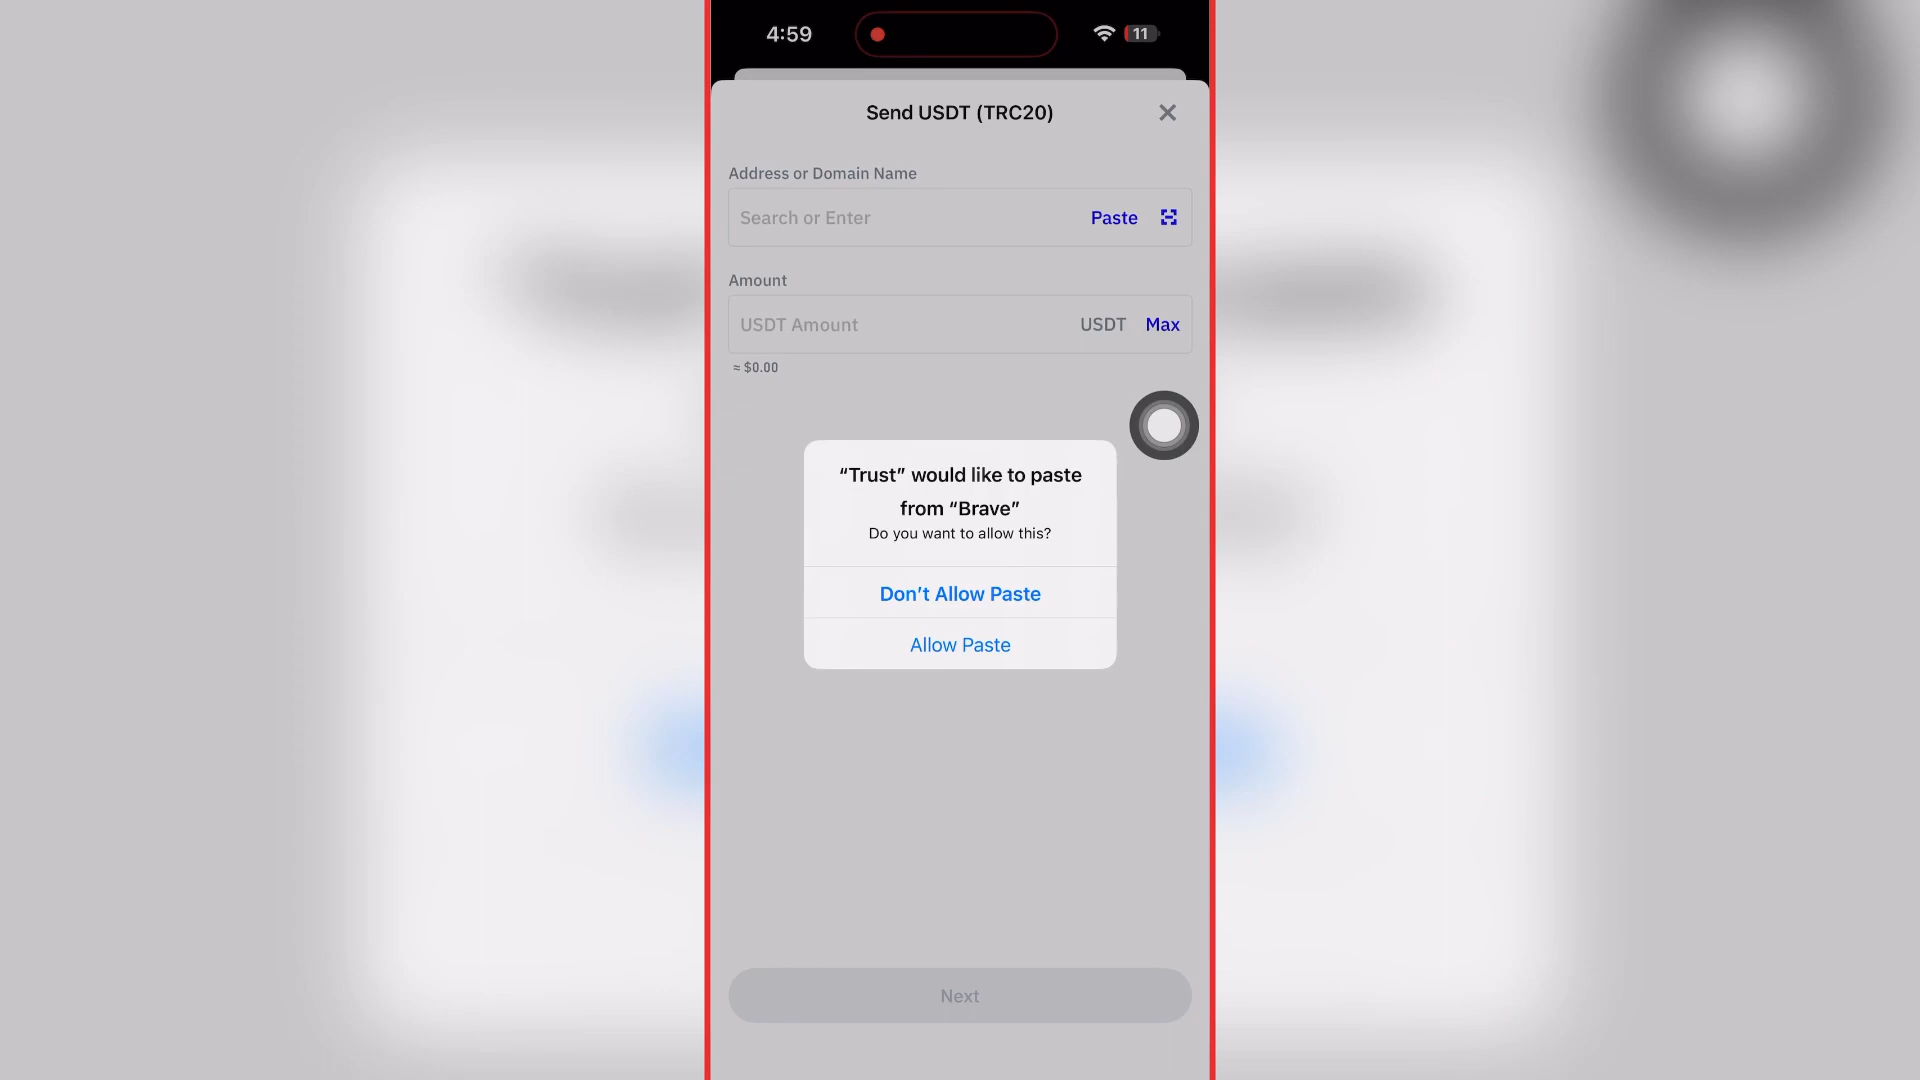 4:59
11
Send USDT (TRC20)
Address or Domain Name
Search or Enter Paste
Amount
USDT Amount USDT Max
≈ $0.00
“Trust” would like to paste
from “Brave”
Do you want to allow this?
Don’t Allow Paste
Allow Paste
Next